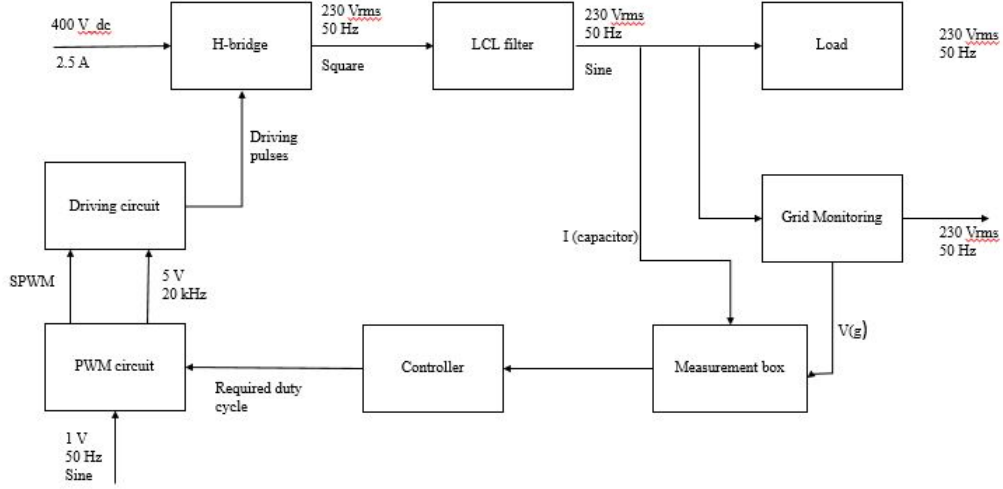 400 V_dc
2.5 A
H-bridge
230 Vrms
50 Hz
Square
LCL filter
230 Vrms
50 Hz
Sine
Load
230 Vrms
50 Hz
Driving
pulses
Driving circuit
Grid Monitoring
230 Vrms
50 Hz
I (capacitor)
SPWM
5 V
20 kHz
V(g)
PWM circuit
Required duty
cycle
Controller
Measurement box
1 V
50 Hz
Sine